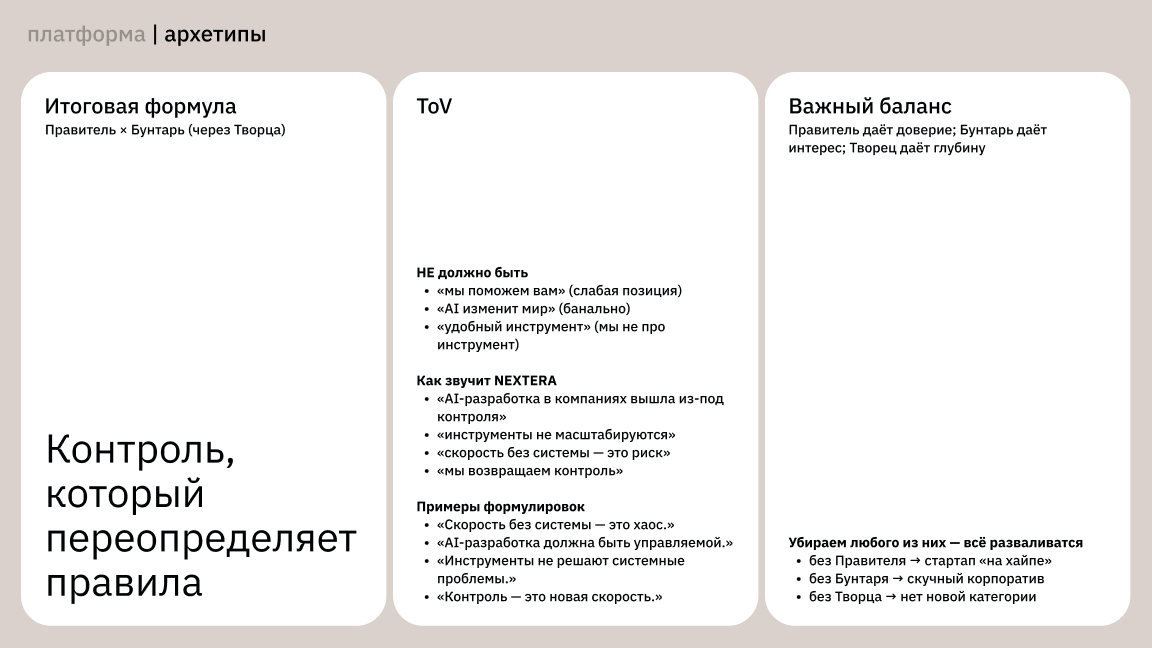 платформа | архетипы
Итоговая формула
Правитель × Бунтарь (через Творца)
Контроль,
который
переопределяет
правила
ToV
НЕ должно быть
• «мы поможем вам» (слабая позиция)
• «AI изменит мир» (банально)
• «удобный инструмент» (мы не про
инструмент)
Как звучит NEXTERA
• «AI-разработка в компаниях вышла из-под
контроля»
• «инструменты не масштабируются»
• «скорость без системы — это риск»
• «мы возвращаем контроль»
Примеры формулировок
• «Скорость без системы — это хаос.»
• «AI-разработка должна быть управляемой.»
• «Инструменты не решают системные
проблемы.»
• «Контроль — это новая скорость.»
Важный баланс
Правитель даёт доверие; Бунтарь даёт
интерес; Творец даёт глубину
Убираем любого из них — всё разваливатся
• без Правителя → стартап «на хайпе»
• без Бунтаря → скучный корпоратив
• без Творца → нет новой категории